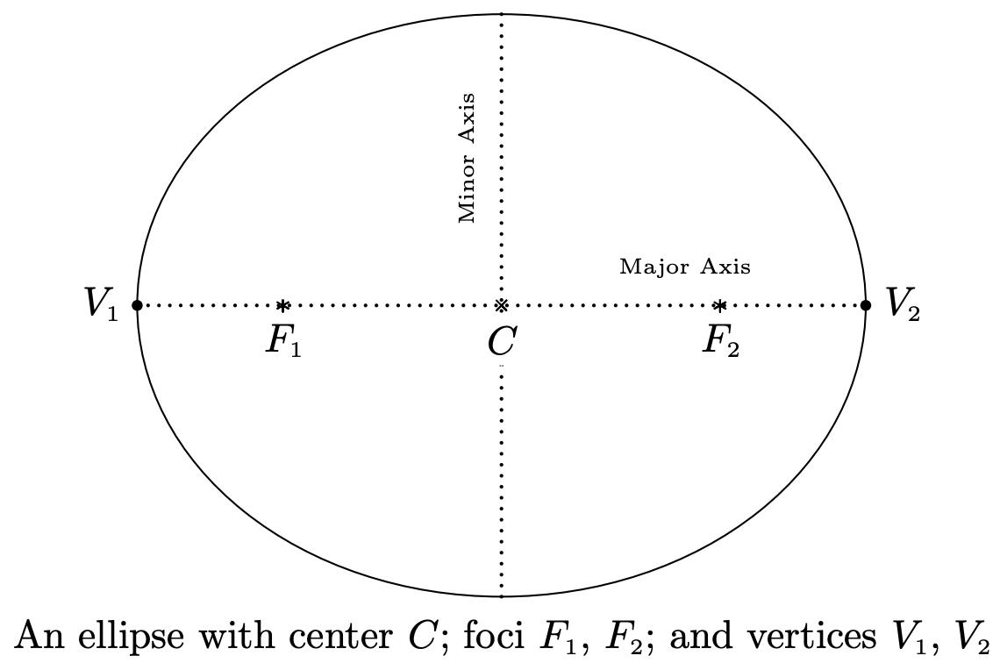 Minor Axis
Major Axis
V₁
F₁
C
F₂
V₂
An ellipse with center C; foci F₁, F₂; and vertices V₁, V₂